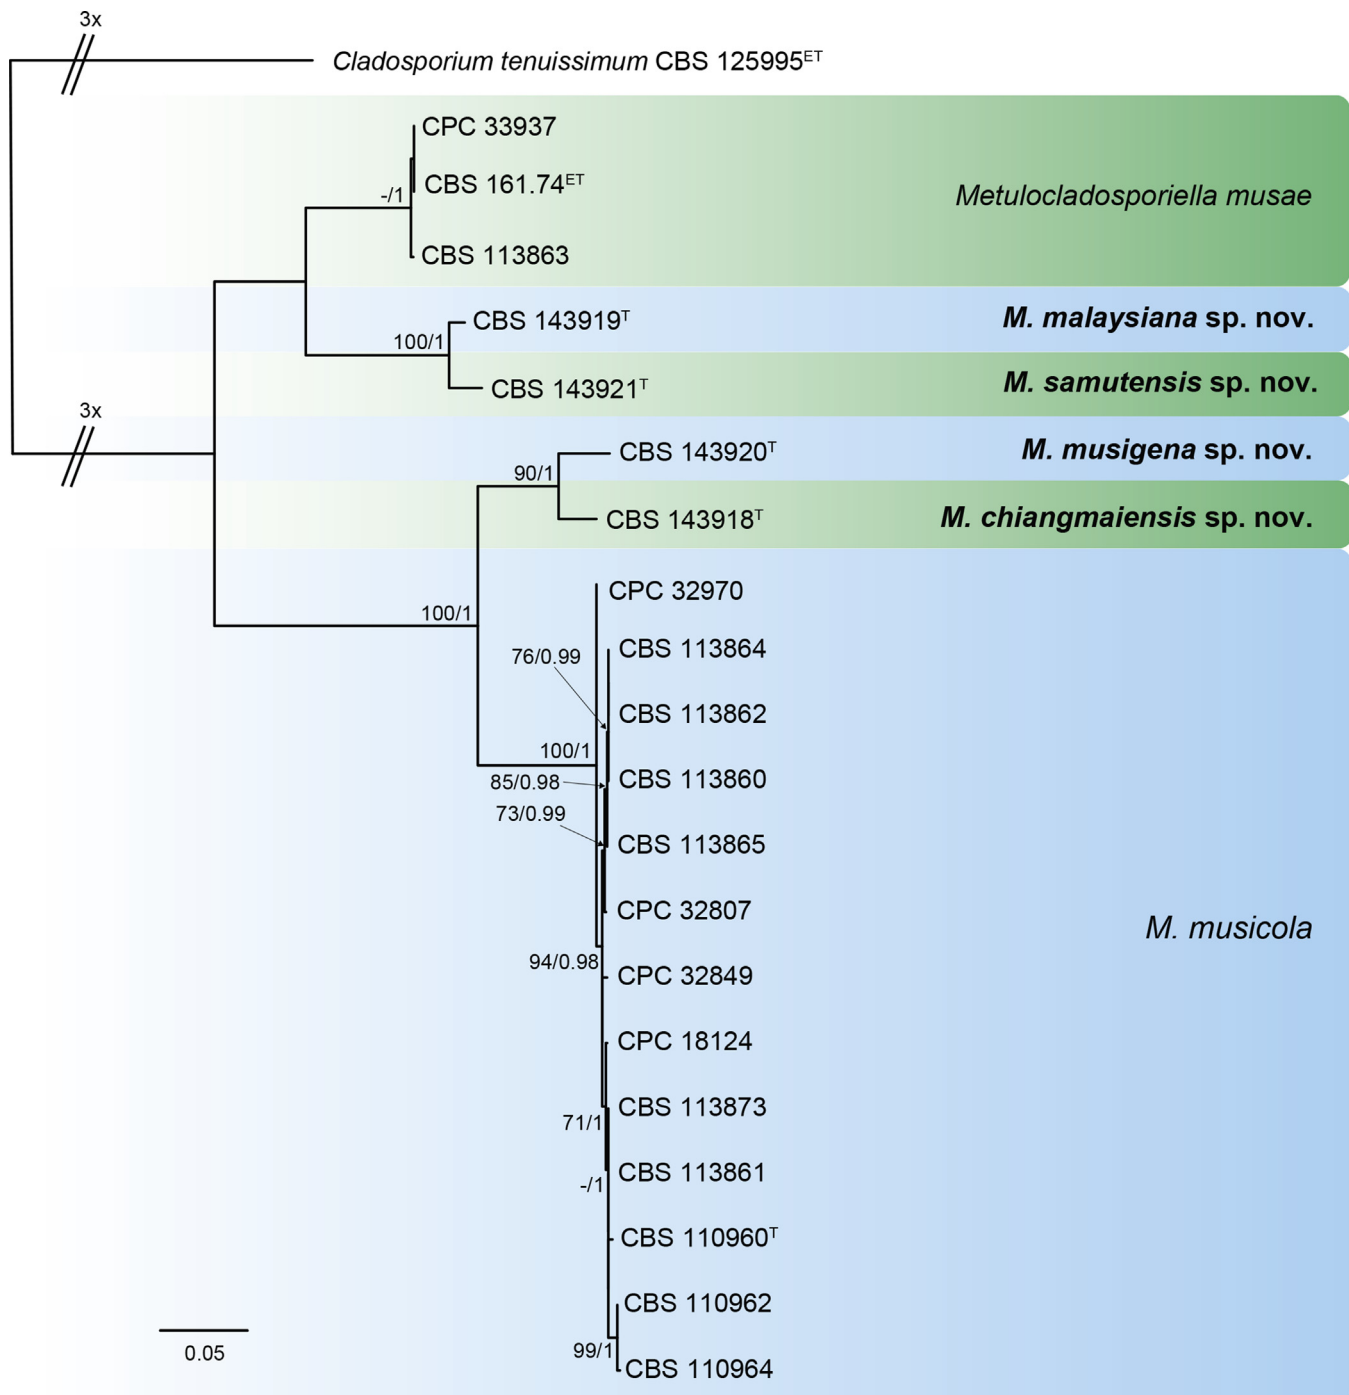 3x
Cladosporium tenuissimum CBS 125995ET
CPC 33937
CBS 161.74ET
-/1
Metulocladosporiella musae
CBS 113863
CBS 143919T
M. malaysiana sp. nov.
100/1
CBS 143921T
M. samutensis sp. nov.
3x
CBS 143920T
M. musigena sp. nov.
90/1
CBS 143918T
M. chiangmaiensis sp. nov.
CPC 32970
100/1
CBS 113864
76/0.99
CBS 113862
100/1
CBS 113860
85/0.98
73/0.99
CBS 113865
CPC 32807
M. musicola
94/0.98
CPC 32849
CPC 18124
CBS 113873
71/1
CBS 113861
-/1
CBS 110960T
CBS 110962
99/1
CBS 110964
0.05